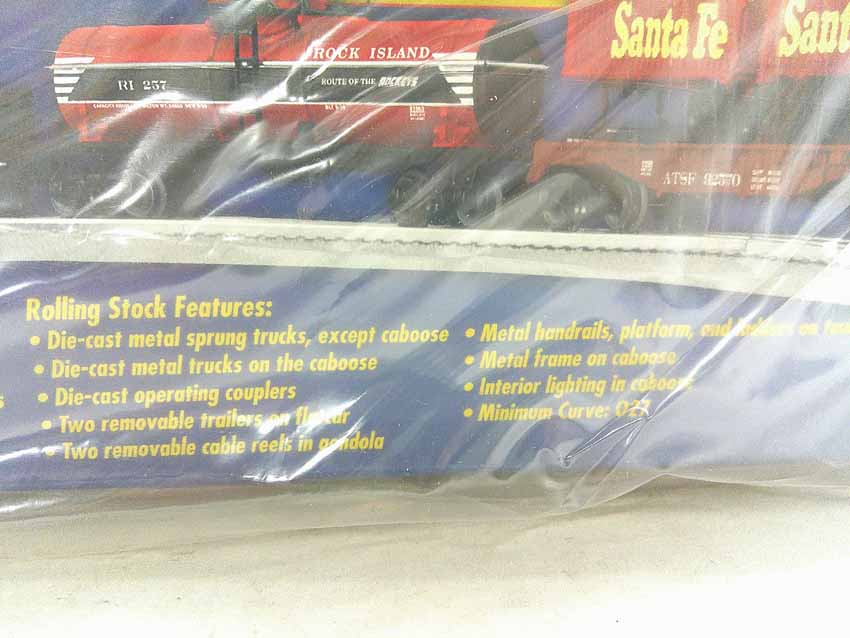 Santa Fe Sant
ROCK ISLAND
RI 257
ROUTE OF THE ROCKETS
ATSF 92570
Rolling Stock Features:
• Die-cast metal sprung trucks, except caboose
• Die-cast metal trucks on the caboose
• Die-cast operating couplers
• Two removable trailers on flatcar
• Two removable cable reels in gondola
• Metal handrails, platform, and ladders on
• Metal frame on caboose
• Interior lighting in caboose
• Minimum Curve: 027